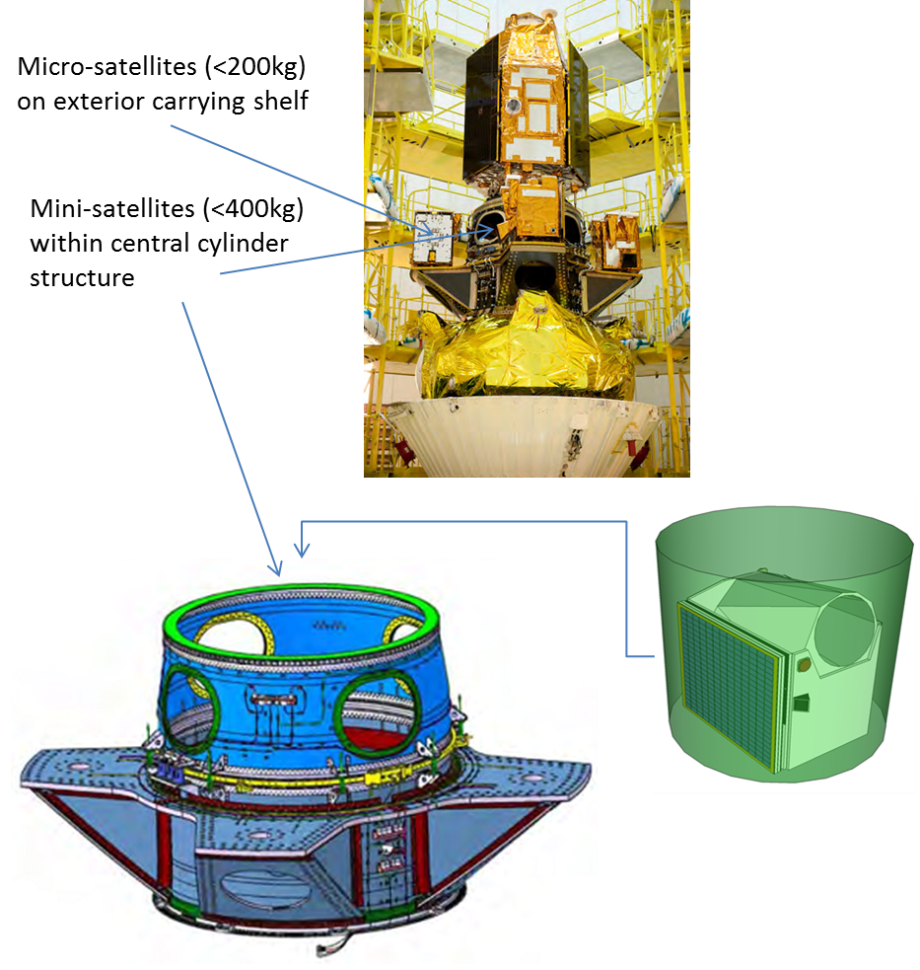 Micro-satellites (<200kg)
on exterior carrying shelf
Mini-satellites (<400kg)
within central cylinder
structure